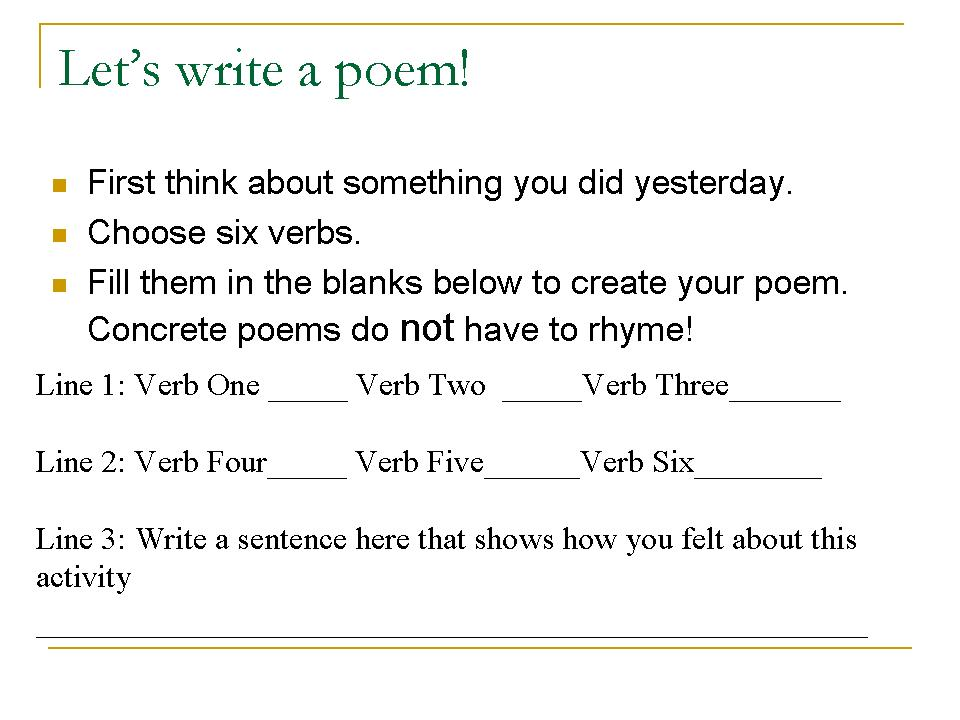 Let's write a poem!
First think about something you did yesterday.
Choose six verbs.
Fill them in the blanks below to create your poem.
Concrete poems do not have to rhyme!
Line 1: Verb One _____ Verb Two _____Verb Three_______
Line 2: Verb Four_____ Verb Five______Verb Six________
Line 3: Write a sentence here that shows how you felt about this
activity
____________________________________________________